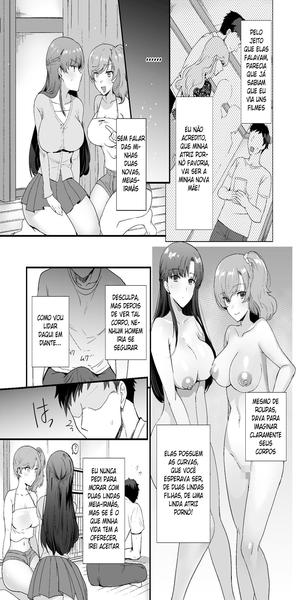 PELO
JEITO
QUE ELAS
FALAVAM,
PARECIA
QUE JÁ
SABIAM
QUE EU
VI UNS
FILMES
EU NÃO
ACREDITO, QUE
MINHA ATRIZ POR-
NÔ FAVORIA,
VAI SER A
MINHA NOVA
MÃE!
........
SEM FALAR
DAS MI-
NHAS DUAS
NOVAS,
MEIAS-
IRMÃS
MESMO DE
ROUPAS,
DAVA PARA
IMAGINAR
CLARAMENTE
SEUS
CORPOS
ELAS POSSUEM
AS CURVAS,
QUE VOCÊ
ESPERAVA SER,
DE DUAS LINDAS
FILHAS, DE
UMA LINDA
ATRIZ
PORNÔ!
DESCULPA,
MAS DEPOIS
DE VER TAL
CORPO, NENHUM
HOMEM IRIA SE
SEGURAR
COMO VOU
LIDAR
DAQUI EM
DIANTE...
EU NUNCA
PEDI PARA
MORAR COM
DUAS LINDAS
MEIA-IRMÃS,
MAS SE É O
QUE MINHA
VIDA TEM A
OFERECER,
IREI ACEITAR